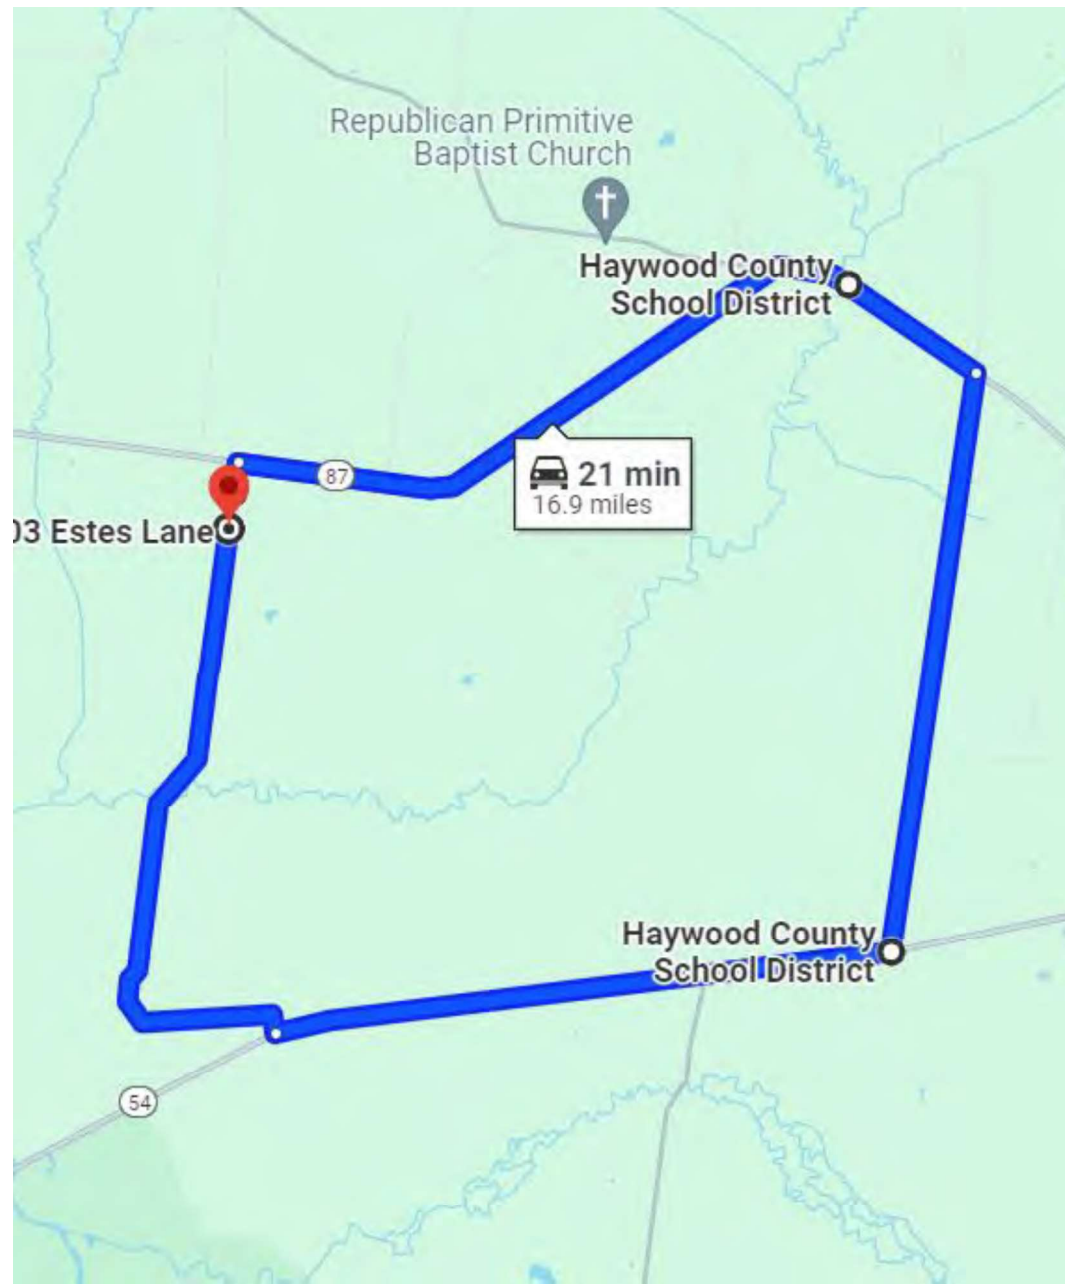 Republican Primitive
Baptist Church
Haywood County
School District
87
21 min
16.9 miles
03 Estes Lane
Haywood County
School District
54